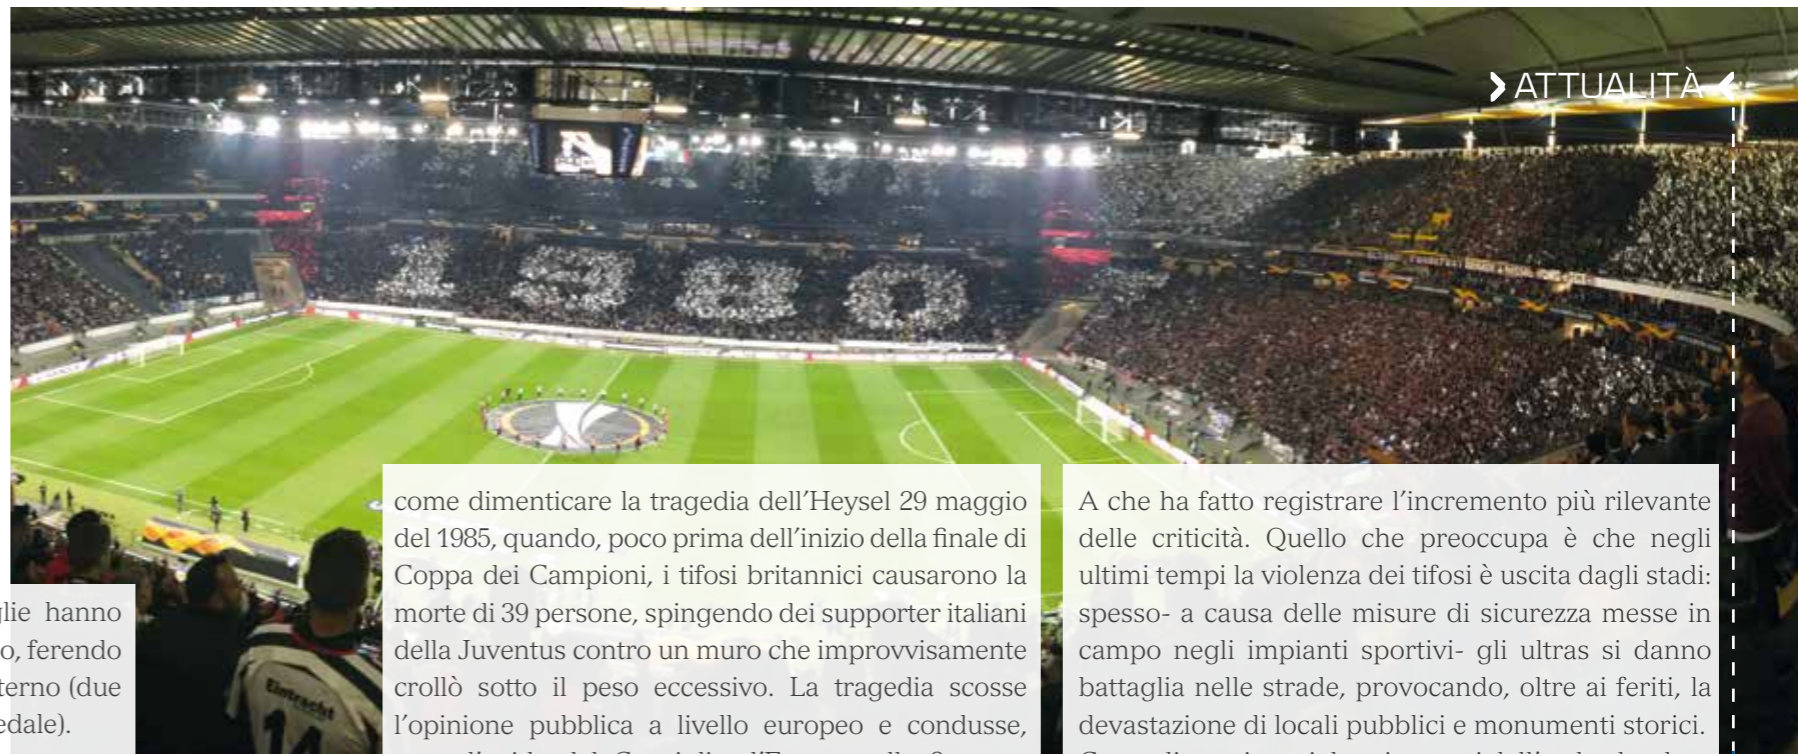 ATTUALITÀ
1980
glie hanno
o, ferendo
terno (due
edale).
Eintracht
14
come dimenticare la tragedia dell'Heysel 29 maggio
del 1985, quando, poco prima dell'inizio della finale di
Coppa dei Campioni, i tifosi britannici causarono la
morte di 39 persone, spingendo dei supporter italiani
della Juventus contro un muro che improvvisamente
crollò sotto il peso eccessivo. La tragedia scosse
l'opinione pubblica a livello europeo e condusse,
A che ha fatto registrare l'incremento più rilevante
delle criticità. Quello che preoccupa è che negli
ultimi tempi la violenza dei tifosi è uscita dagli stadi:
spesso- a causa delle misure di sicurezza messe in
campo negli impianti sportivi- gli ultras si danno
battaglia nelle strade, provocando, oltre ai feriti, la
devastazione di locali pubblici e monumenti storici.